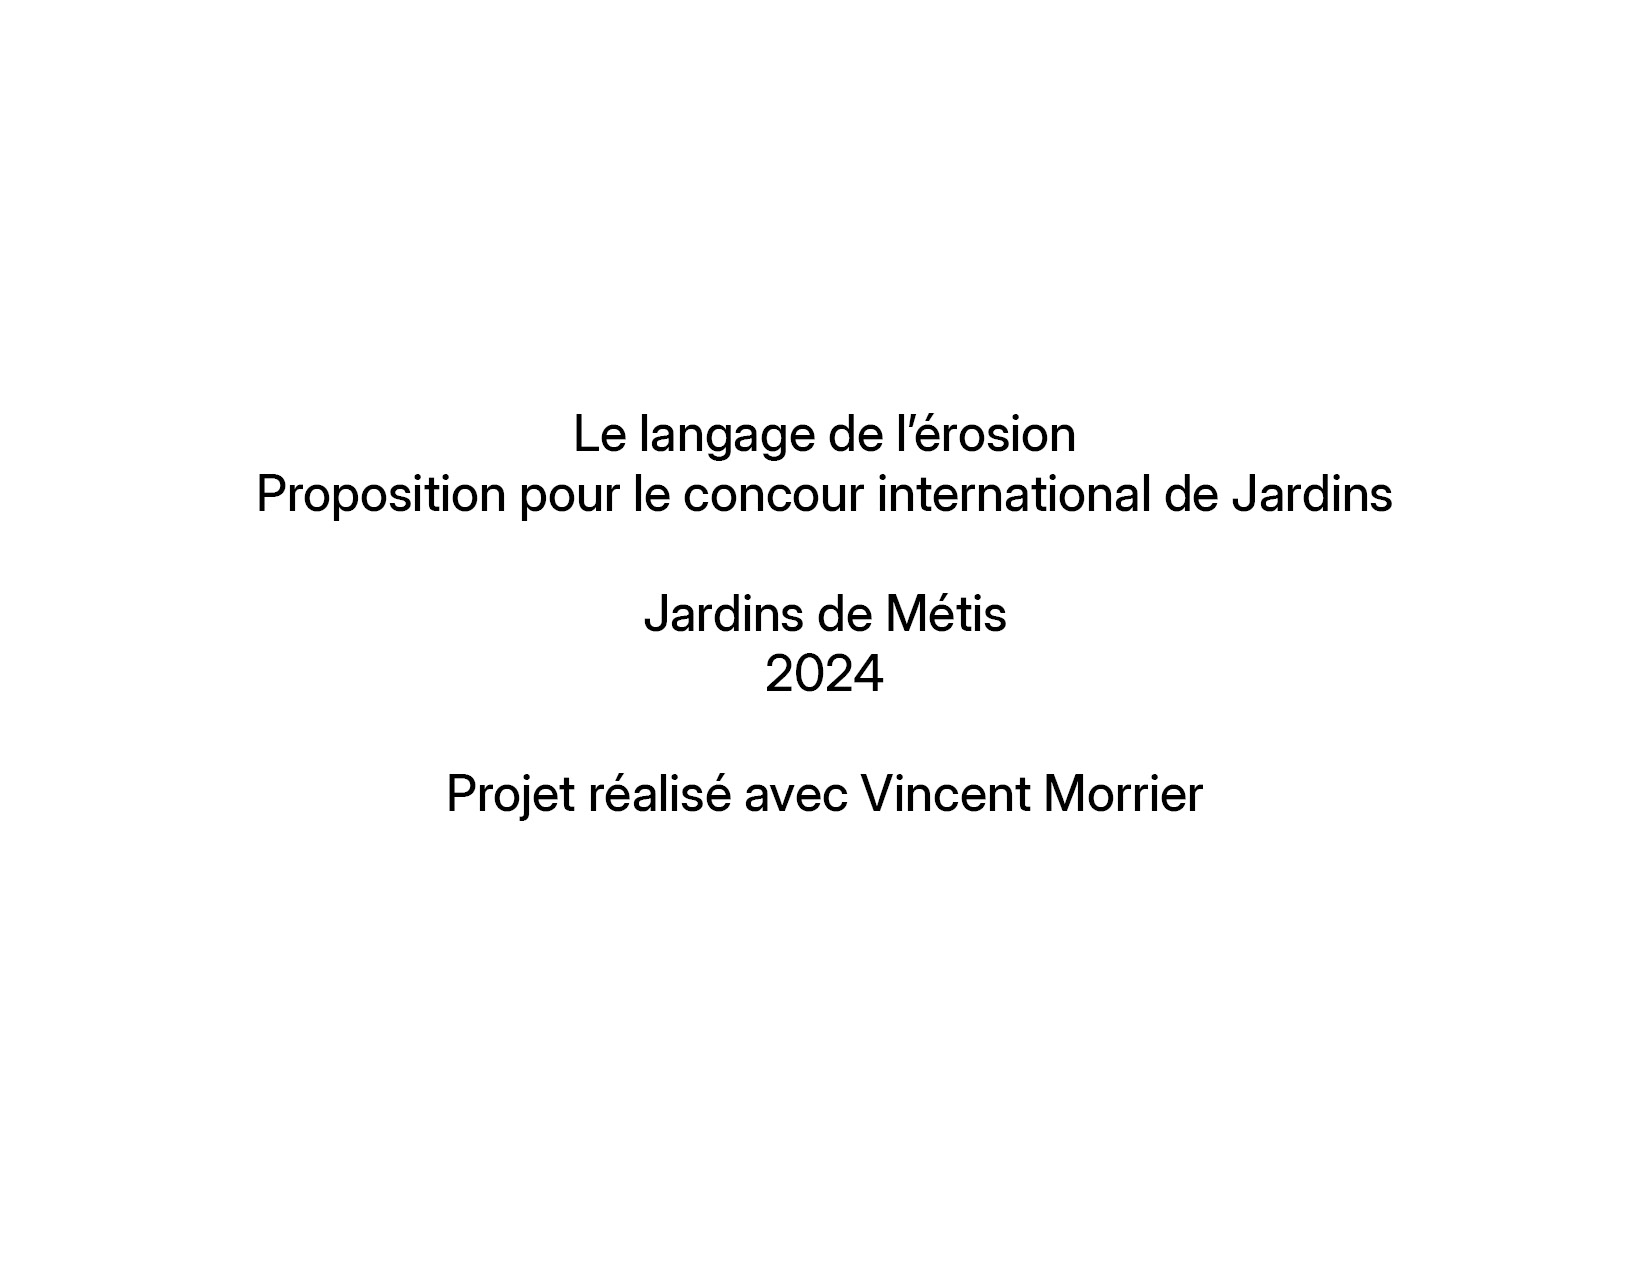 Le langage de l’érosion
Proposition pour le concour international de Jardins
Jardins de Métis
2024
Projet réalisé avec Vincent Morrier